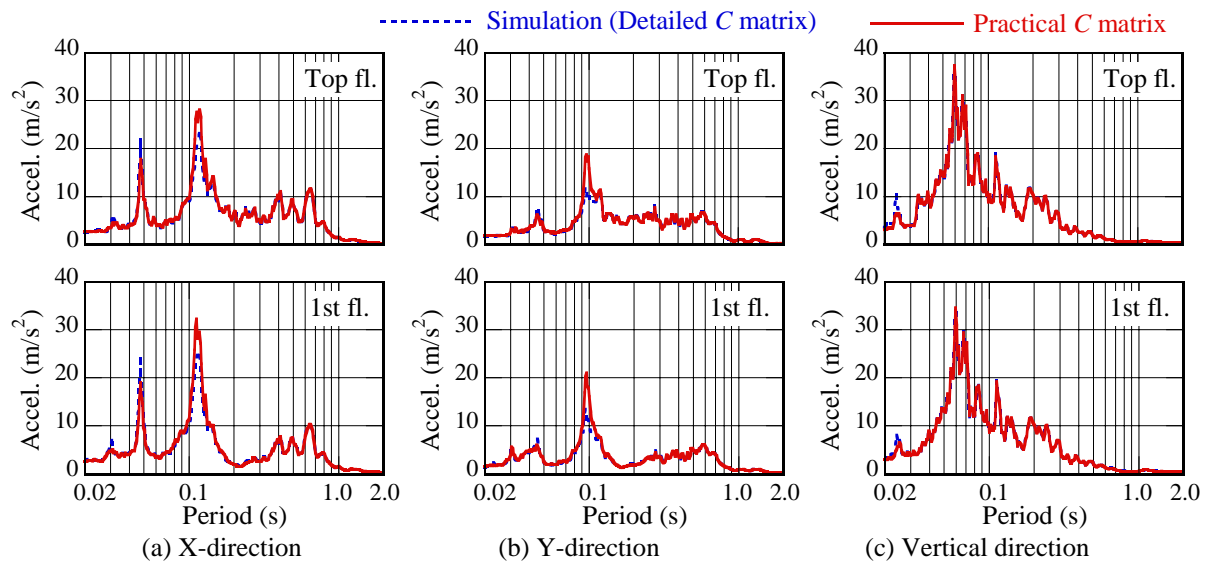 Simulation (Detailed C matrix) Practical C matrix
40 40 40
Top fl. Top fl. Top fl.
30 30 30
20 20 20
10 10 10
0 0 0
Accel. (m/s²) Accel. (m/s²) Accel. (m/s²)
40 40 40
1st fl. 1st fl. 1st fl.
30 30 30
20 20 20
10 10 10
0 0 0
Accel. (m/s²) Accel. (m/s²) Accel. (m/s²)
0.02 0.1 1.0 2.0 0.02 0.1 1.0 2.0 0.02 0.1 1.0 2.0
Period (s) Period (s) Period (s)
(a) X-direction (b) Y-direction (c) Vertical direction